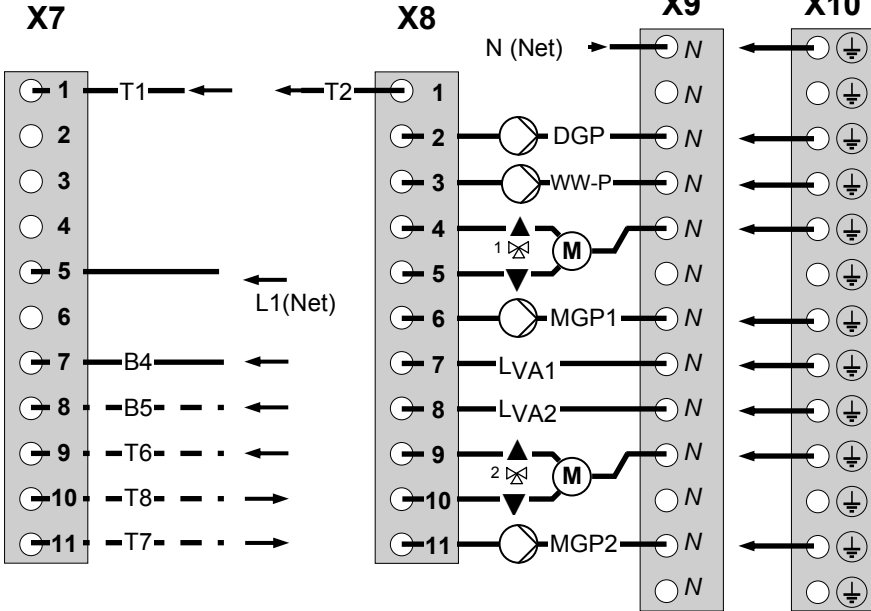 X7 X8 X9 X10
N (Net) N
1 T1 T2 1 N
2 2 DGP N
3 3 WW-P N
4 4 1 M N
5 5 N
L1(Net)
6 6 MGP1 N
7 B4 7 LVA1 N
8 B5 8 LVA2 N
9 T6 9 2 M N
10 T8 10 N
11 T7 11 MGP2 N
N